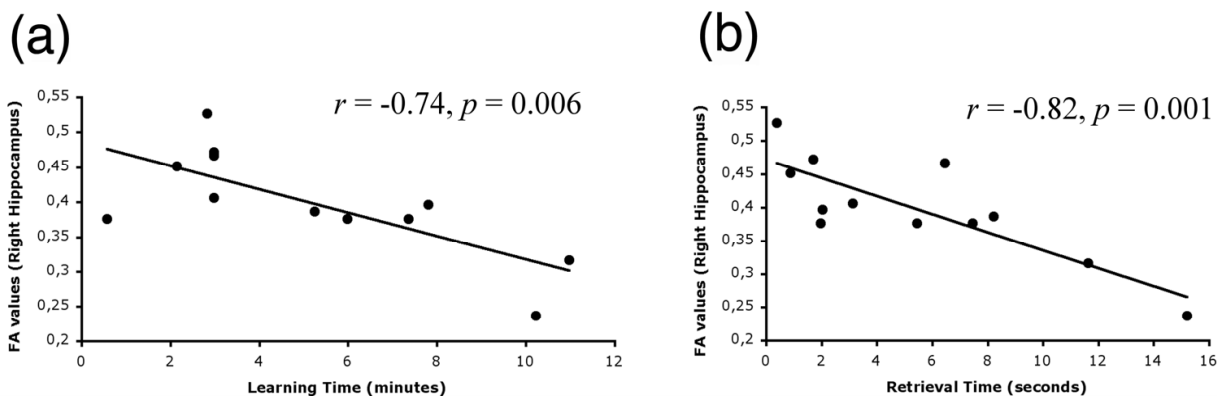 (a)
r = -0.74, p = 0.006
FA values (Right Hippocampus)
0,55
0,5
0,45
0,4
0,35
0,3
0,25
0,2
0 2 4 6 8 10 12
Learning Time (minutes)
(b)
r = -0.82, p = 0.001
FA values (Right Hippocampus)
0,55
0,5
0,45
0,4
0,35
0,3
0,25
0,2
0 2 4 6 8 10 12 14 16
Retrieval Time (seconds)